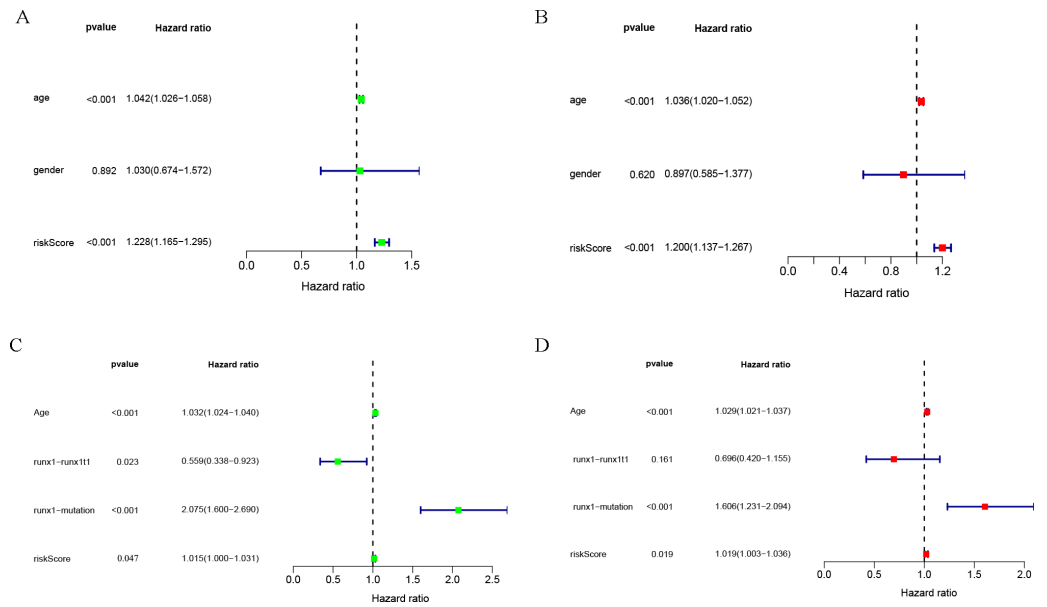 A
pvalue Hazard ratio
age <0.001 1.042(1.026−1.058)
gender 0.892 1.030(0.674−1.572)
riskScore <0.001 1.228(1.165−1.295)
0.0 0.5 1.0 1.5
Hazard ratio
B
pvalue Hazard ratio
age <0.001 1.036(1.020−1.052)
gender 0.620 0.897(0.585−1.377)
riskScore <0.001 1.200(1.137−1.267)
0.0 0.4 0.8 1.2
Hazard ratio
C
pvalue Hazard ratio
Age <0.001 1.032(1.024−1.040)
runx1−runx1t1 0.023 0.559(0.338−0.923)
runx1−mutation <0.001 2.075(1.600−2.690)
riskScore 0.047 1.015(1.000−1.031)
0.0 0.5 1.0 1.5 2.0 2.5
Hazard ratio
D
pvalue Hazard ratio
Age <0.001 1.029(1.021−1.037)
runx1−runx1t1 0.161 0.696(0.420−1.155)
runx1−mutation <0.001 1.606(1.231−2.094)
riskScore 0.019 1.019(1.003−1.036)
0.0 0.5 1.0 1.5 2.0
Hazard ratio